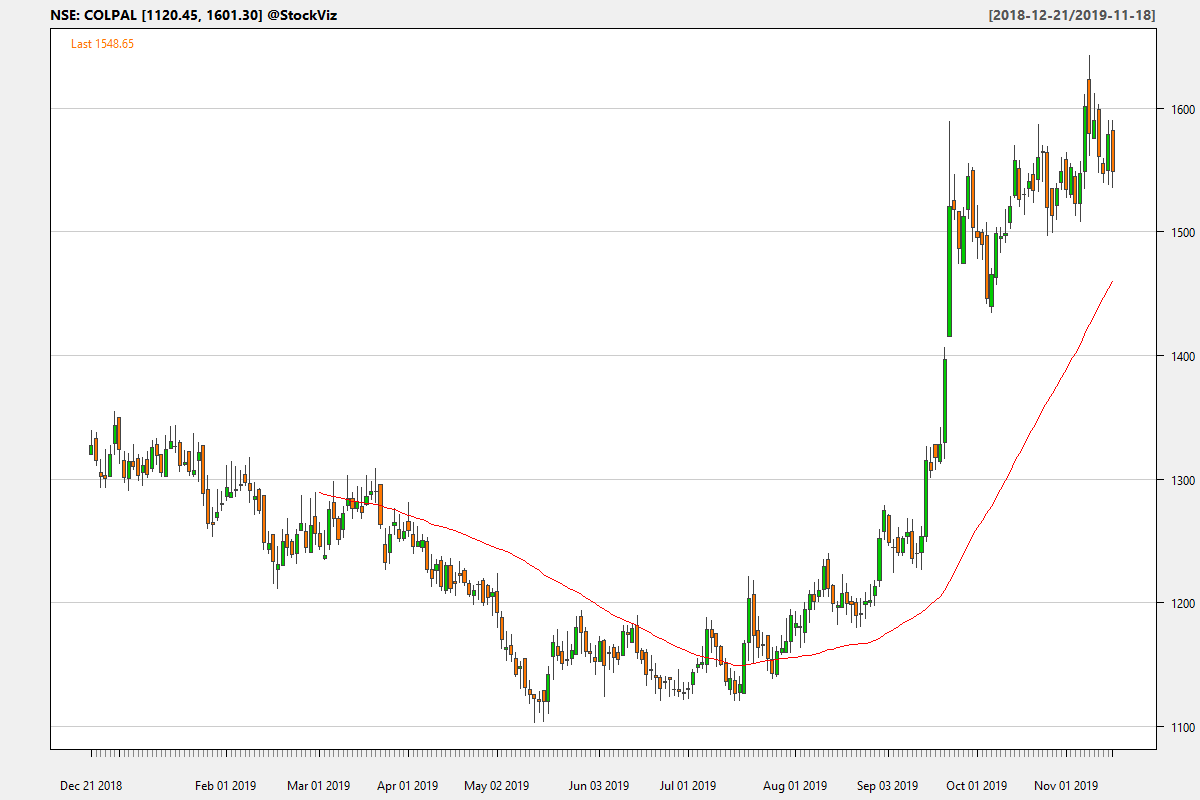 NSE: COLPAL [1120.45, 1601.30] @StockViz
[2018-12-21/2019-11-18]
Last 1548.65
1600
1500
1400
1300
1200
1100
Dec 21 2018 Feb 01 2019 Mar 01 2019 Apr 01 2019 May 02 2019 Jun 03 2019 Jul 01 2019 Aug 01 2019 Sep 03 2019 Oct 01 2019 Nov 01 2019